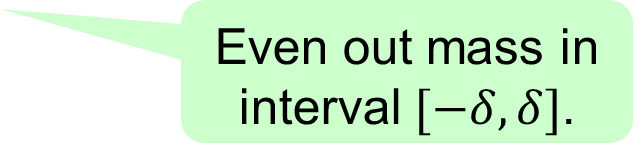 Even out mass in
interval [−𝛿, 𝛿].